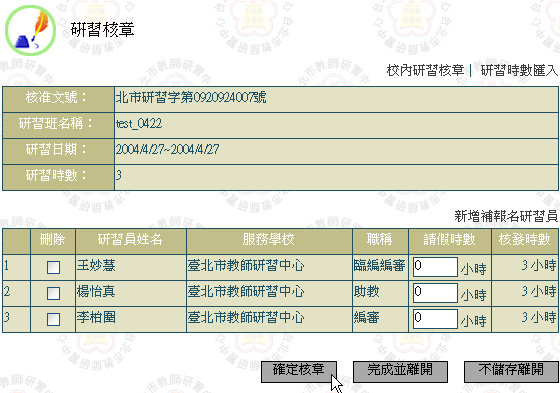 研習核章
校內研習核章｜ 研習時數匯入
核准文號： 北市研習字第0920924007號
研習班名稱： test_0422
研習日期： 2004/4/27~2004/4/27
研習時數： 3
新增補報名研習員
刪除 研習員姓名 服務學校 職稱 請假時數 核發時數
1 王妙慧 臺北市教師研習中心 臨編編審 0 小時 3 小時
2 楊怡真 臺北市教師研習中心 助教 0 小時 3 小時
3 李柏圍 臺北市教師研習中心 編審 0 小時 3 小時
確定核章 完成並離開 不儲存離開